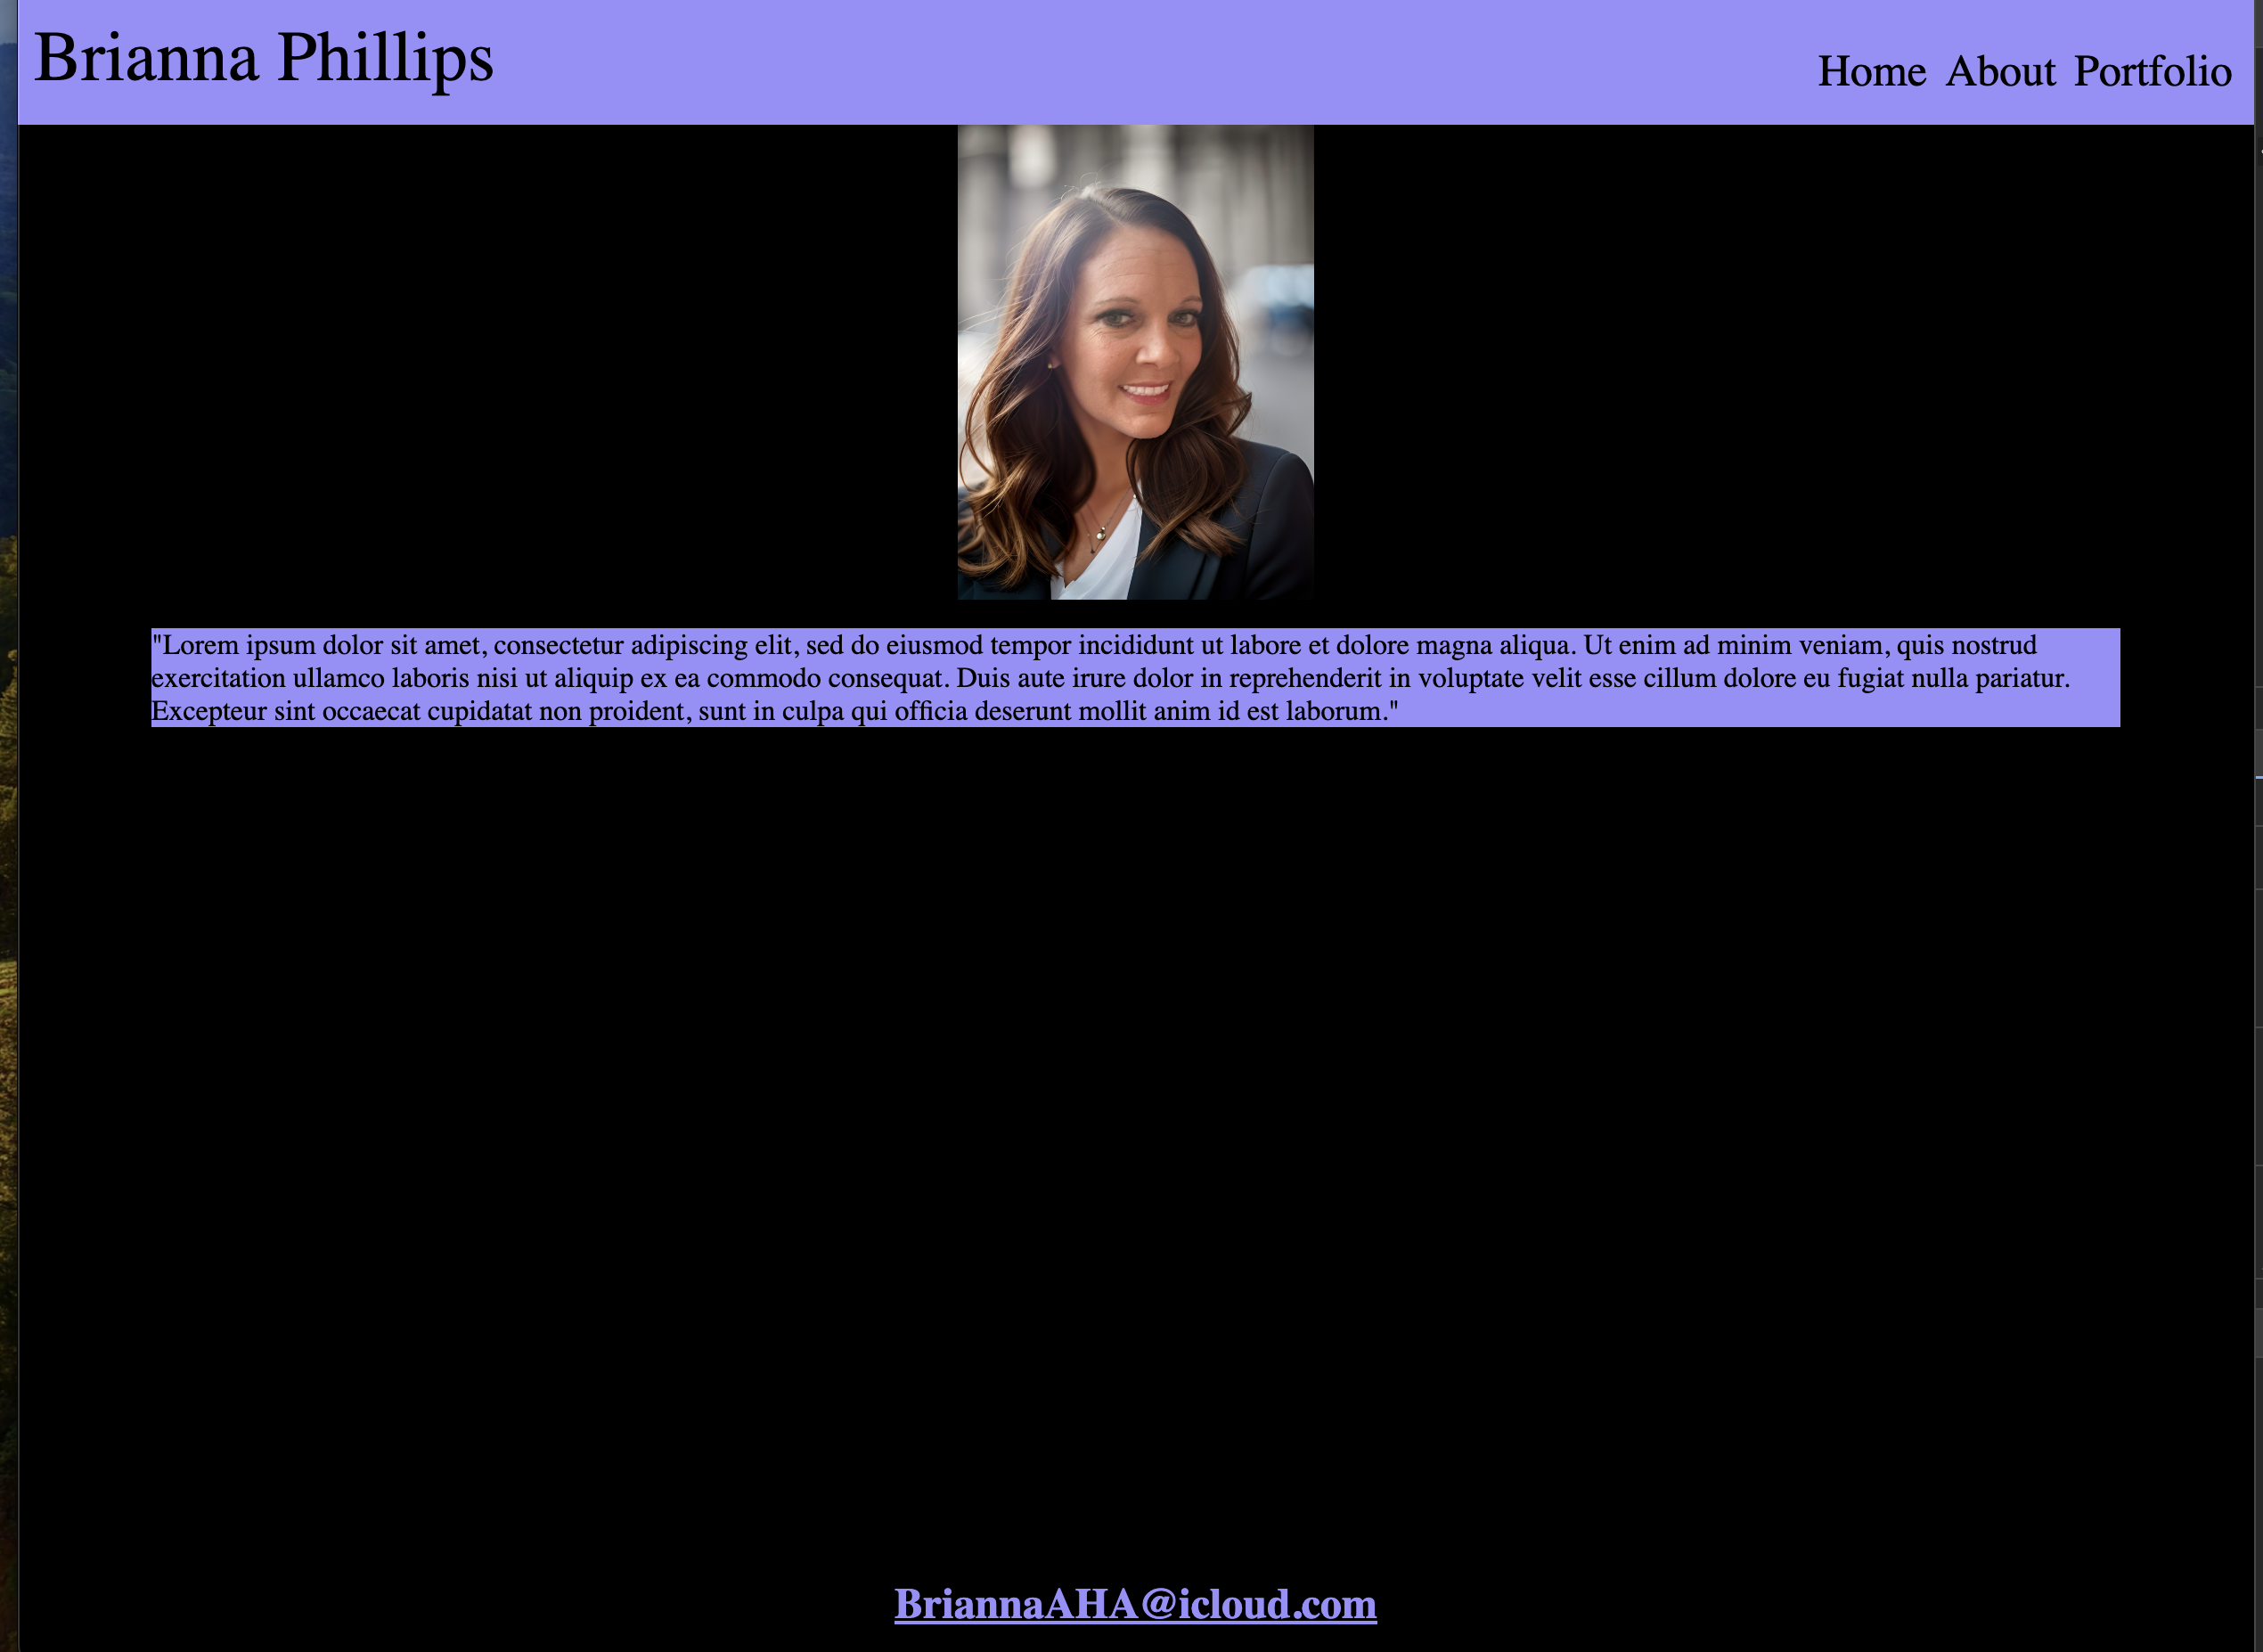 Brianna Phillips
Home About Portfolio
"Lorem ipsum dolor sit amet, consectetur adipiscing elit, sed do eiusmod tempor incididunt ut labore et dolore magna aliqua. Ut enim ad minim veniam, quis nostrud
exercitation ullamco laboris nisi ut aliquip ex ea commodo consequat. Duis aute irure dolor in reprehenderit in voluptate velit esse cillum dolore eu fugiat nulla pariatur.
Excepteur sint occaecat cupidatat non proident, sunt in culpa qui officia deserunt mollit anim id est laborum."
BriannaAHA@icloud.com